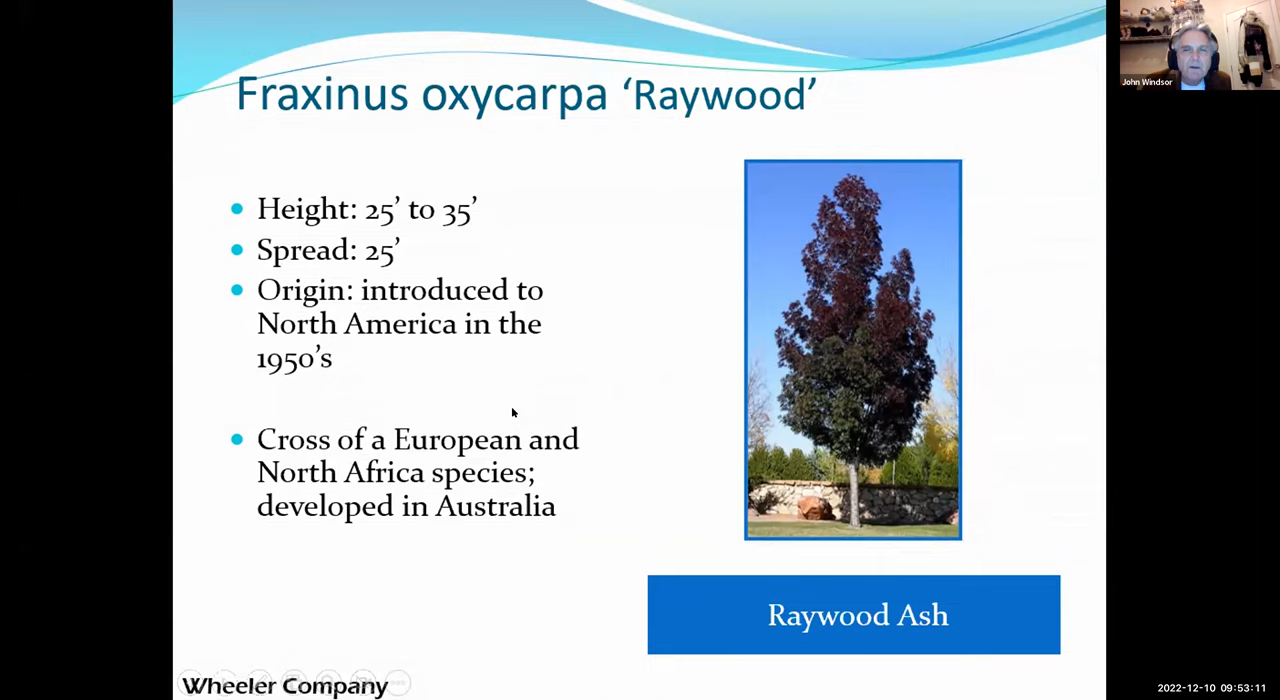 John Windsor
Fraxinus oxycarpa ‘Raywood’
• Height: 25’ to 35’
• Spread: 25’
• Origin: introduced to
North America in the
1950’s
• Cross of a European and
North Africa species;
developed in Australia
Raywood Ash
Wheeler Company
2022-12-10 09:53:11